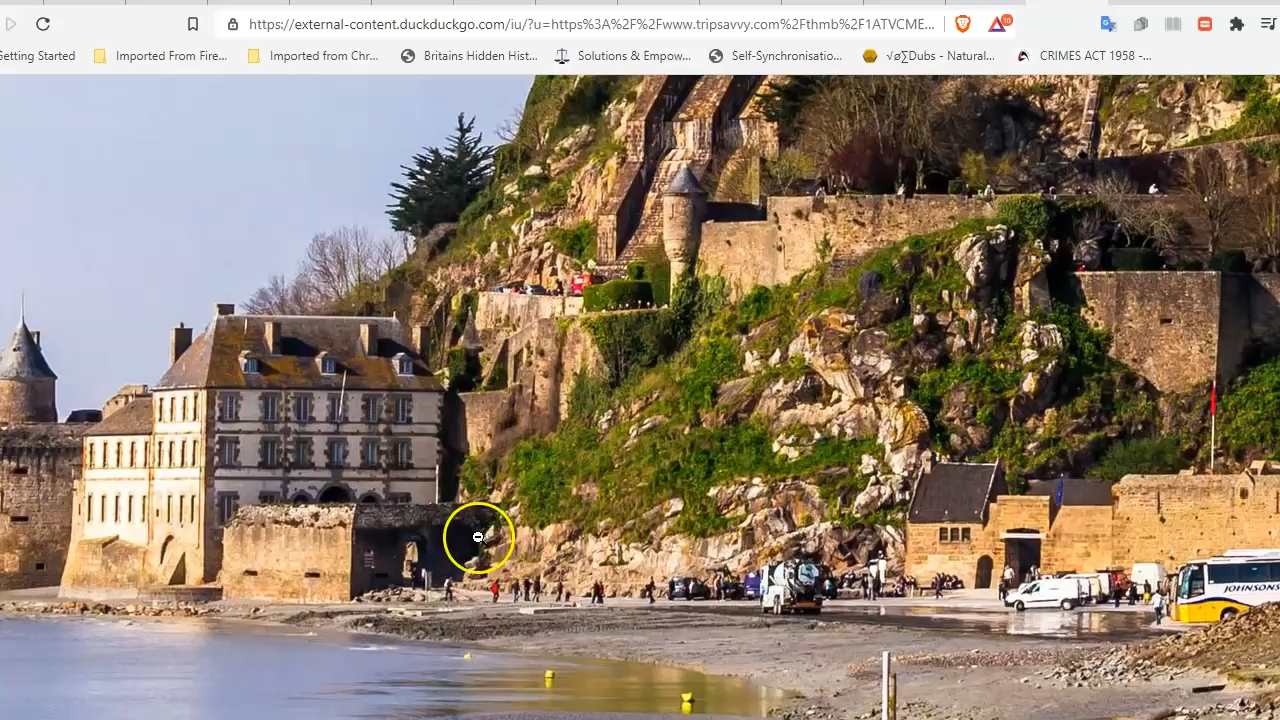 https://external-content.duckduckgo.com/iu/?u=https%3A%2F%2Fwww.tripsavvy.com%2Fthmb%2F1ATVCME...
10
Getting Started
Imported From Fire...
Imported from Chr...
Britains Hidden Hist...
Solutions & Empow...
Self-Synchronisatio...
√ø∑Dubs - Natural...
CRIMES ACT 1958 -...
JOHNSONS